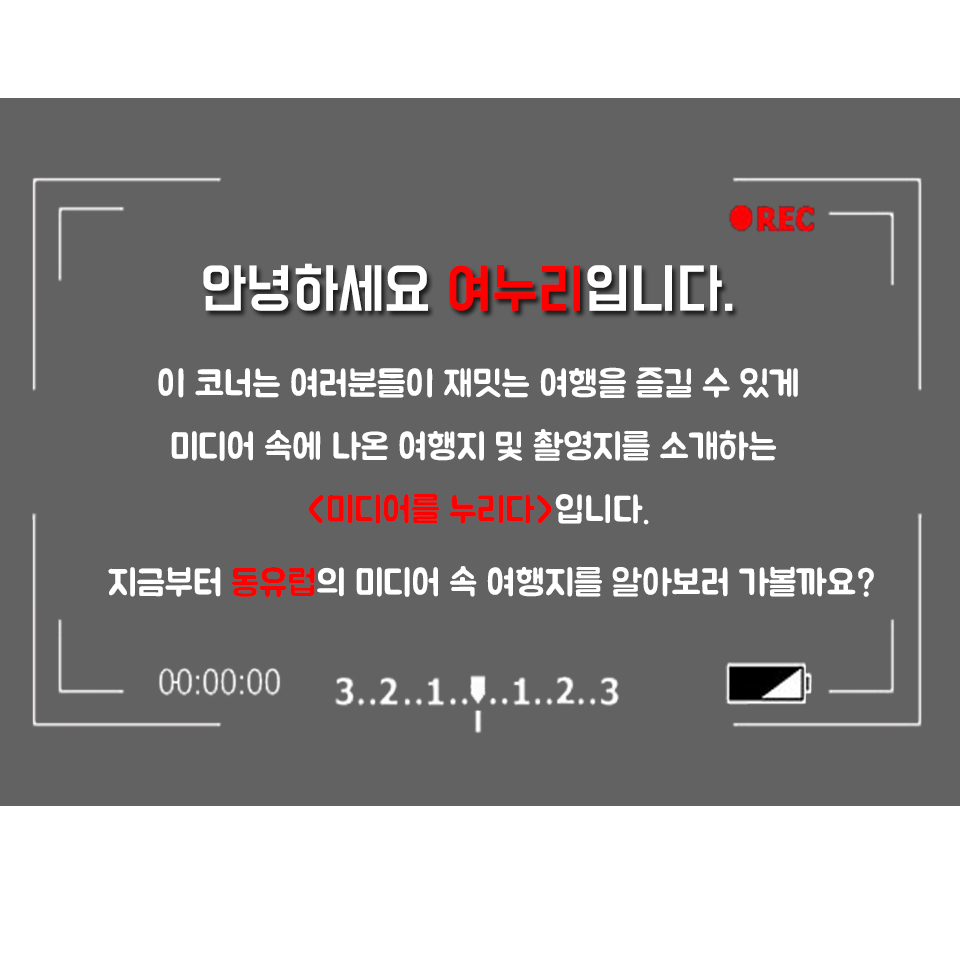 REC
안녕하세요 여누리입니다.
이 코너는 여러분들이 재밋는 여행을 즐길 수 있게
미디어 속에 나온 여행지 및 촬영지를 소개하는
<미디어를 누리다>입니다.
지금부터 동유럽의 미디어 속 여행지를 알아보러 가볼까요?
00:00:00
3..2..1....1..2..3